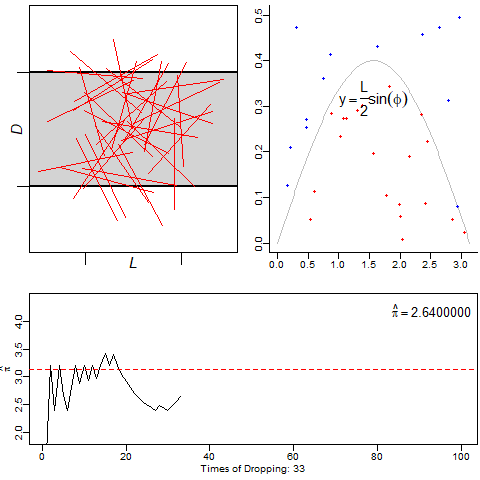 D
L
0.0 0.1 0.2 0.3 0.4 0.5
y = L/2 sin(ϕ)
0.0 0.5 1.0 1.5 2.0 2.5 3.0
π̂ = 2.6400000
π̂
2.0 2.5 3.0 3.5 4.0
0 20 40 60 80 100
Times of Dropping: 33